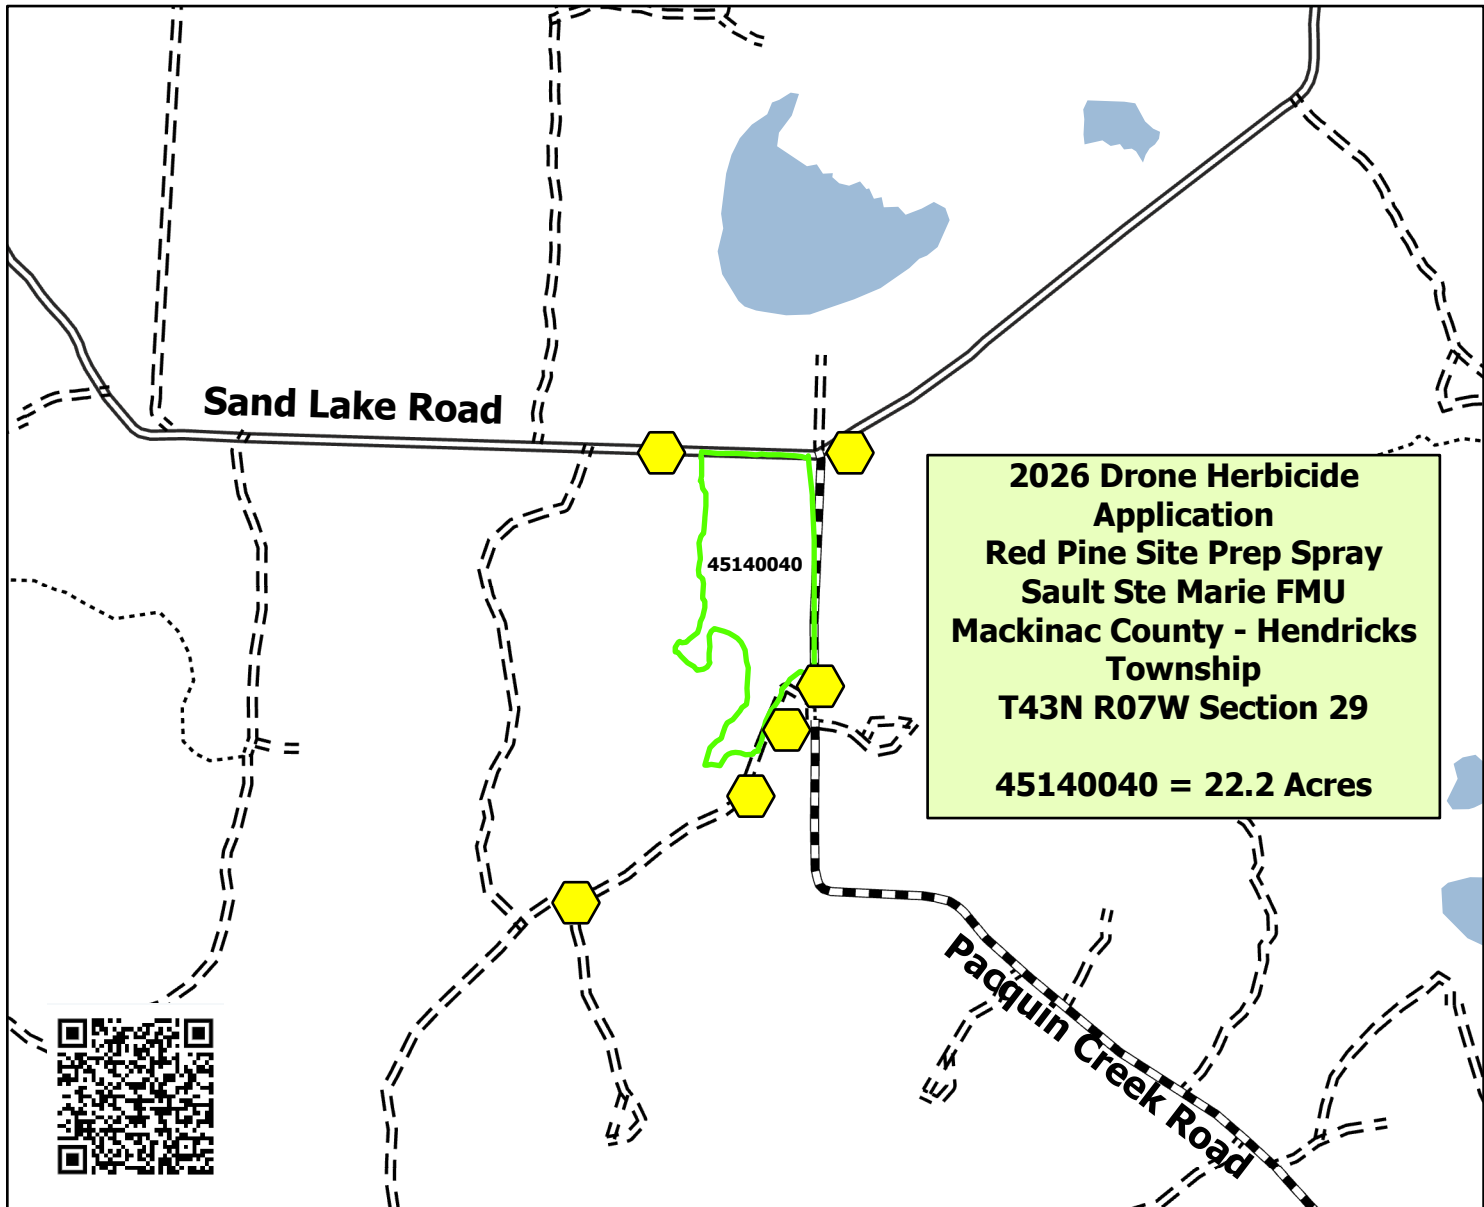 Sand Lake Road
45140040
2026 Drone Herbicide
Application
Red Pine Site Prep Spray
Sault Ste Marie FMU
Mackinac County - Hendricks
Township
T43N R07W Section 29
45140040 = 22.2 Acres
Pacquin Creek Road